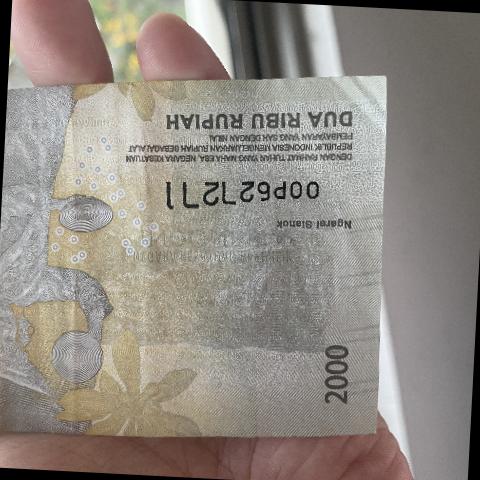 DUA RIBU RUPIAH
DENGAN RAHMAT TUHAN YANG MAHA ESA, NEGARA KESATUAN
REPUBLIK INDONESIA MENGELUARKAN RUPIAH SEBAGAI ALAT
PEMBAYARAN YANG SAH DENGAN NILAI
Ngarai Sianok
2000